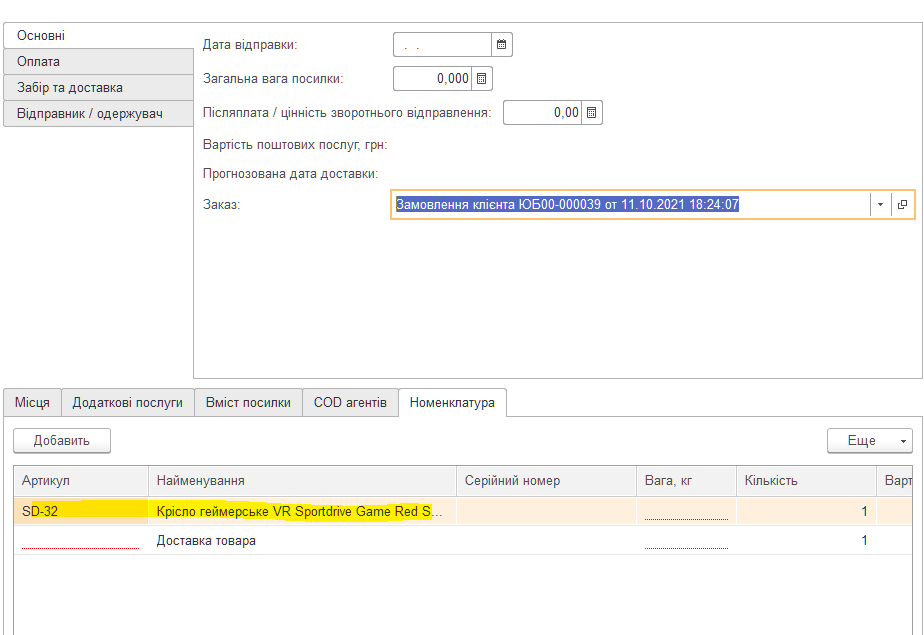 Основні
Оплата
Забір та доставка
Відправник / одержувач
Дата відправки: . .
Загальна вага посилки: 0,000
Післяплата / цінність зворотнього відправлення: 0,00
Вартість поштових послуг, грн:
Прогнозована дата доставки:
Заказ: Замовлення клієнта ЮБ00-000039 от 11.10.2021 18:24:07
Місця Додаткові послуги Вміст посилки COD агентів Номенклатура
Добавить Еще
Артикул Найменування Серійний номер Вага, кг Кількість Варт
SD-32 Крісло геймерське VR Sportdrive Game Red S... 1
Доставка товара 1